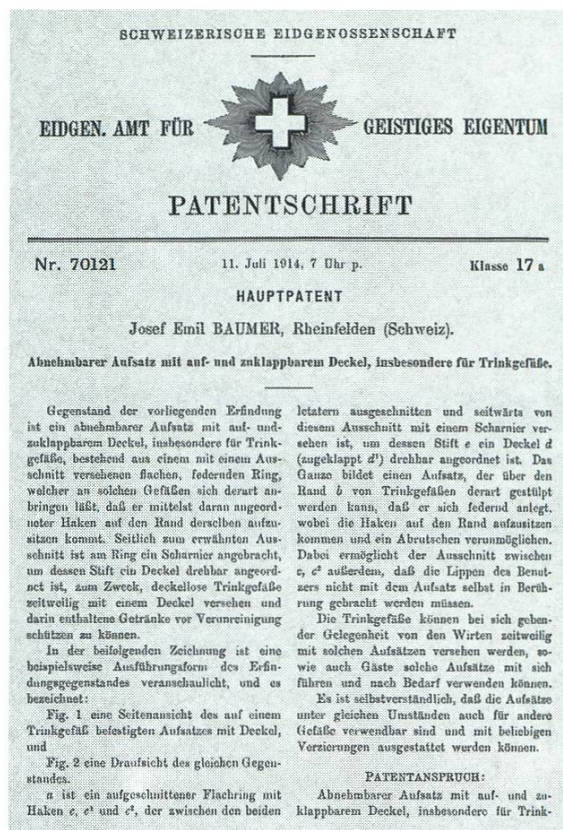 SCHWEIZERISCHE EIDGENOSSENSCHAFT
EIDGEN. AMT FÜR GEISTIGES EIGENTUM
PATENTSCHRIFT
Nr. 70121 11. Juli 1914, 7 Uhr p. Klasse 17 a
HAUPTPATENT
Josef Emil BAUMER, Rheinfelden (Schweiz).
Abnehmbarer Aufsatz mit auf- und zuklappbarem Deckel, insbesondere für Trinkgefäße.
Gegenstand der vorliegenden Erfindung
ist ein abnehmbarer Aufsatz mit auf- und
zuklappbarem Deckel, insbesondere für Trink-
gefäße, bestehend aus einem mit einem Aus-
schnitt versehenen flachen, federnden Ring,
welcher an solchen Gefäßen sich derart an-
bringen läßt, daß er mittelst daran angeord-
neter Haken auf den Rand derselben aufzu-
sitzen kommt. Seitlich zum erwähnten Aus-
schnitt ist am Ring ein Scharnier angebracht,
um dessen Stift ein Deckel drehbar angeord-
net ist, zum Zweck, deckellose Trinkgefäße
zeitweilig mit einem Deckel versehen und
darin enthaltene Getränke vor Verunreinigung
schützen zu können.
In der beifolgenden Zeichnung ist eine
beispielsweise Ausführungsform des Erfin-
dungsgegenstandes veranschaulicht, und es
bezeichnet:
Fig. 1 eine Seitenansicht des auf einem
Trinkgefäß befestigten Aufsatzes mit Deckel,
und
Fig. 2 eine Draufsicht des gleichen Gegen-
standes.
a ist ein aufgeschnittener Flachring mit
Haken c, c¹ und c², der zwischen den beiden
letztern ausgeschnitten und seitwärts von
diesem Ausschnitt mit einem Scharnier ver-
sehen ist, um dessen Stift e ein Deckel d
(zugeklappt d¹) drehbar angeordnet ist. Das
Ganze bildet einen Aufsatz, der über den
Rand b von Trinkgefäßen derart gestülpt
werden kann, daß er sich federnd anlegt,
wobei die Haken auf den Rand aufzusitzen
kommen und ein Abrutschen verunmöglichen.
Dabei ermöglicht der Ausschnitt zwischen
c, c² außerdem, daß die Lippen des Benut-
zers nicht mit dem Aufsatz selbst in Berüh-
rung gebracht werden müssen.
Die Trinkgefäße können bei sich geben-
der Gelegenheit von den Wirten zeitweilig
mit solchen Aufsätzen versehen werden, so-
wie auch Gäste solche Aufsätze mit sich
führen und nach Bedarf verwenden können.
Es ist selbstverständlich, daß die Aufsätze
unter gleichen Umständen auch für andere
Gefäße verwendbar sind und mit beliebigen
Verzierungen ausgestattet werden können.
PATENTANSPRUCH:
Abnehmbarer Aufsatz mit auf- und zu-
klappbarem Deckel, insbesondere für Trink-